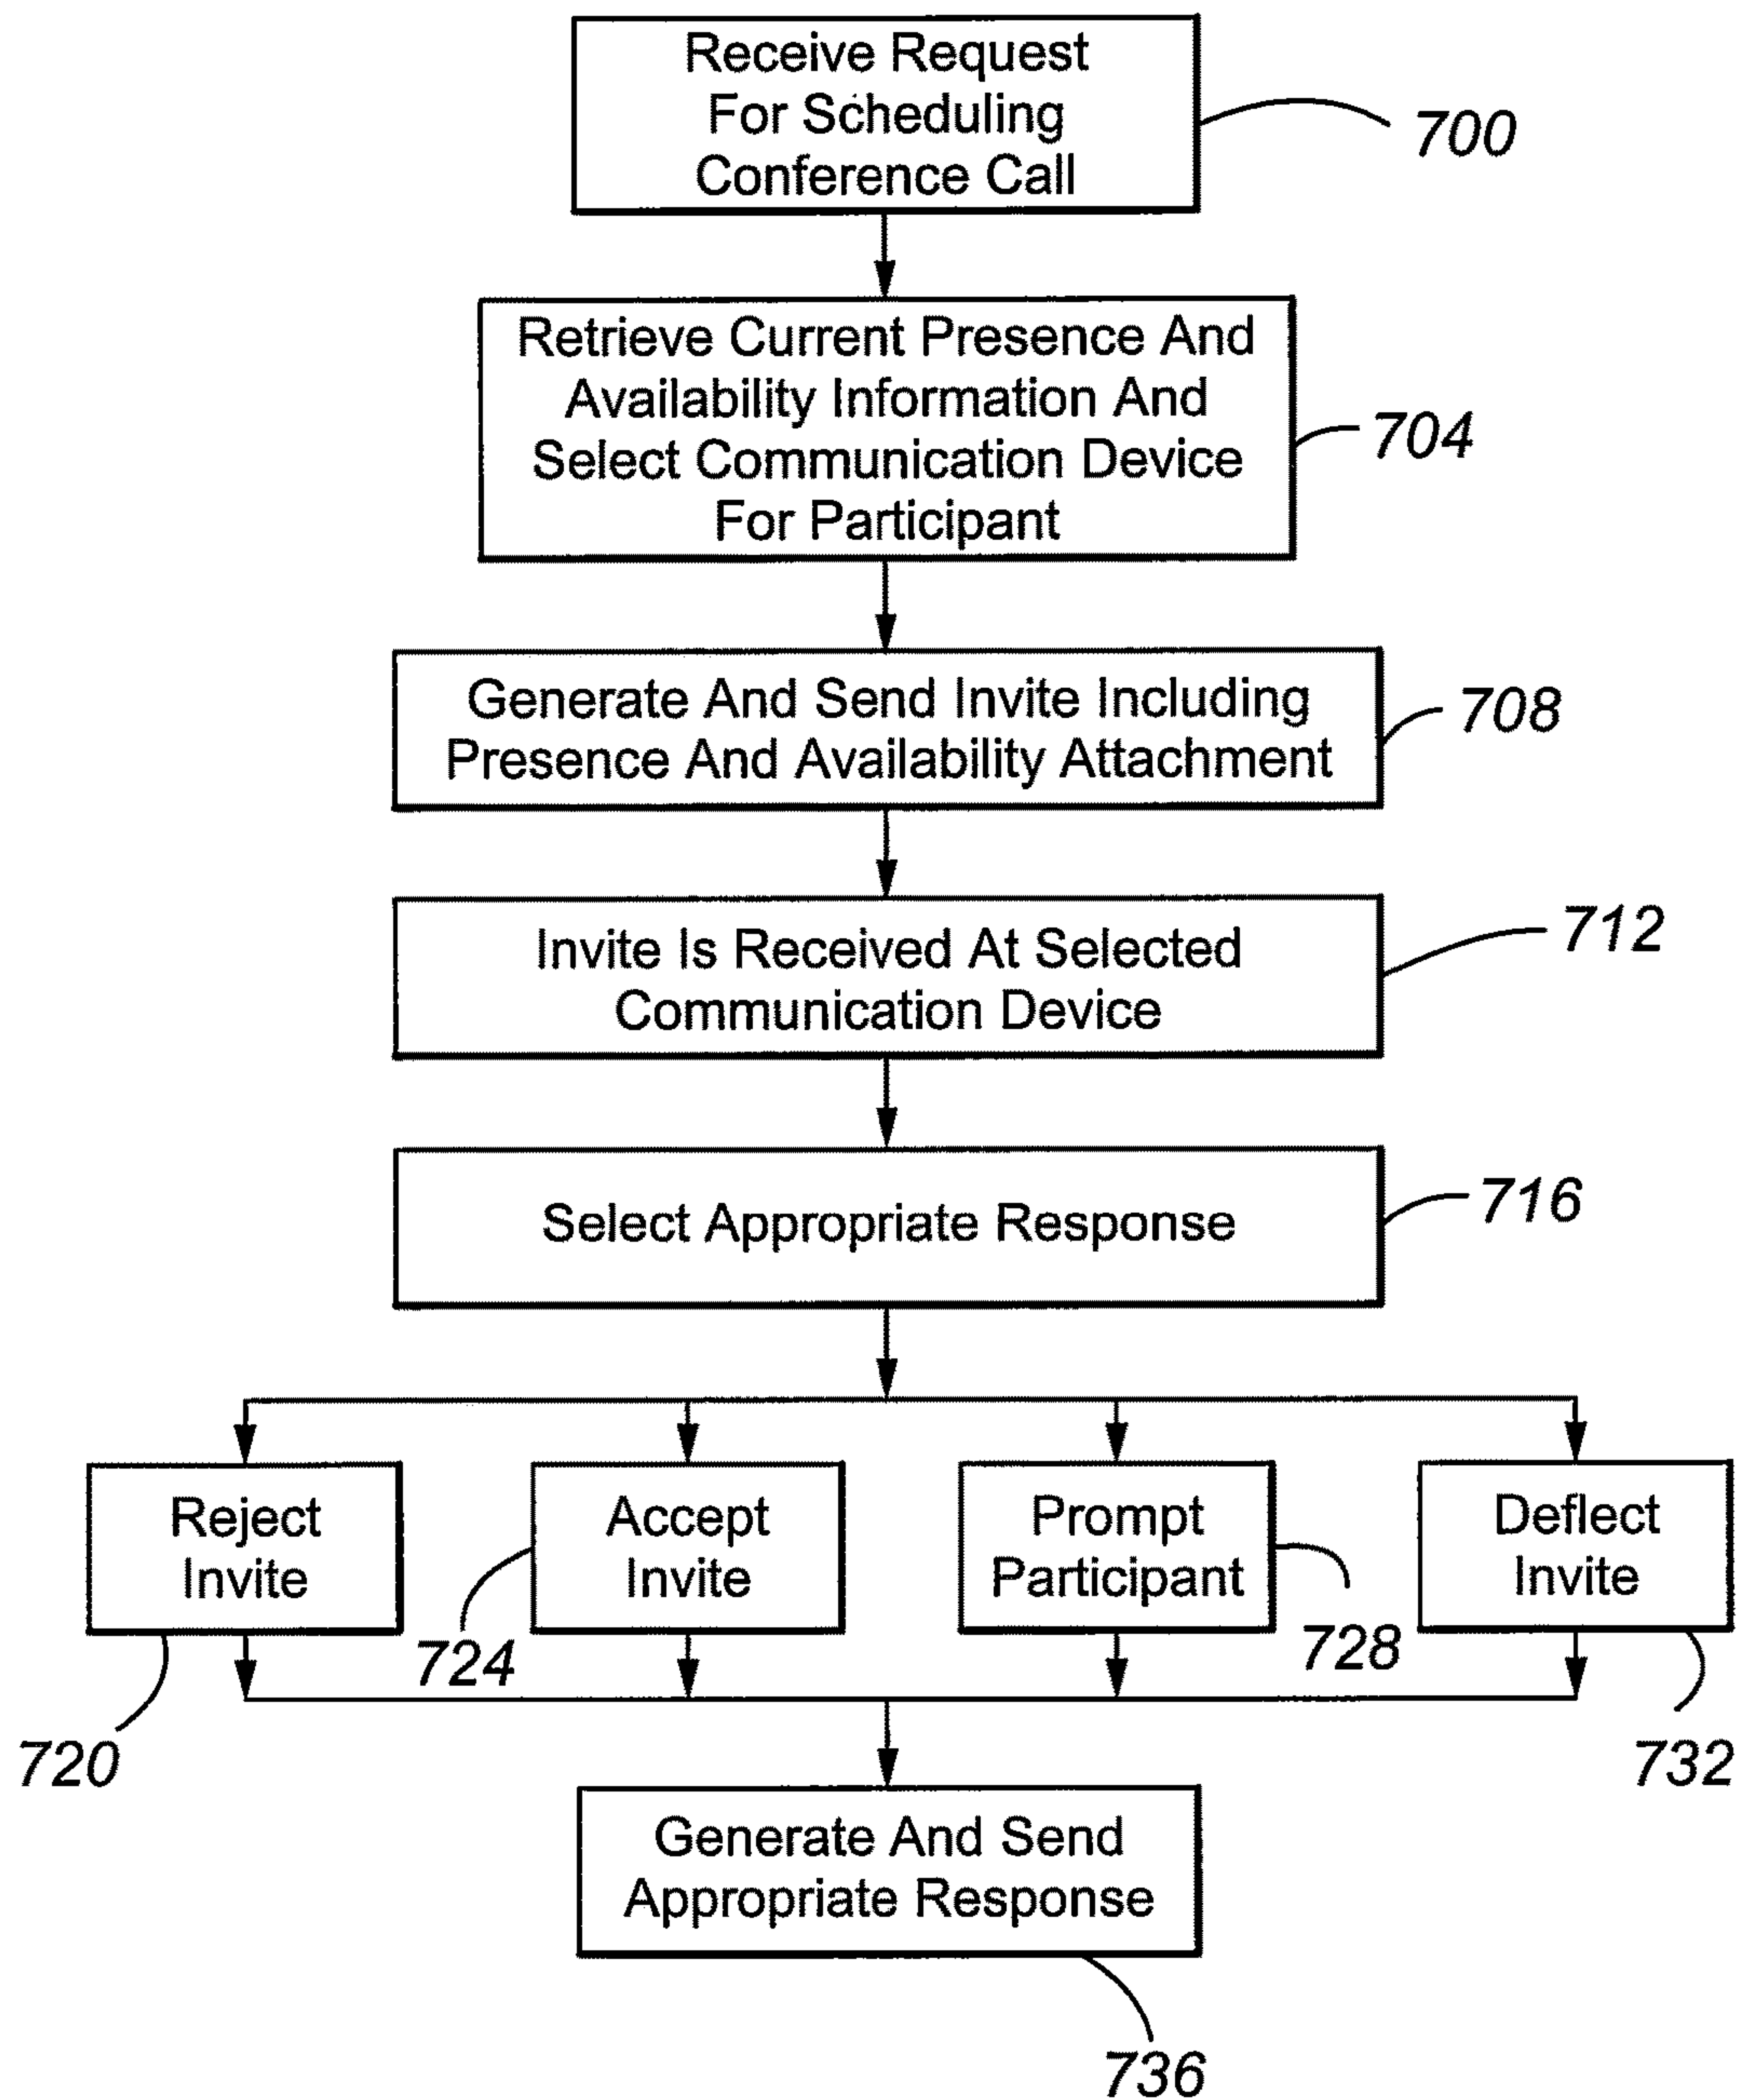 Receive Request
For Scheduling
Conference Call
700
Retrieve Current Presence And
Availability Information And
Select Communication Device
For Participant
704
Generate And Send Invite Including
Presence And Availability Attachment
708
Invite Is Received At Selected
Communication Device
712
Select Appropriate Response
716
Reject
Invite
720
Accept
Invite
724
Prompt
Participant
728
Deflect
Invite
732
Generate And Send
Appropriate Response
736